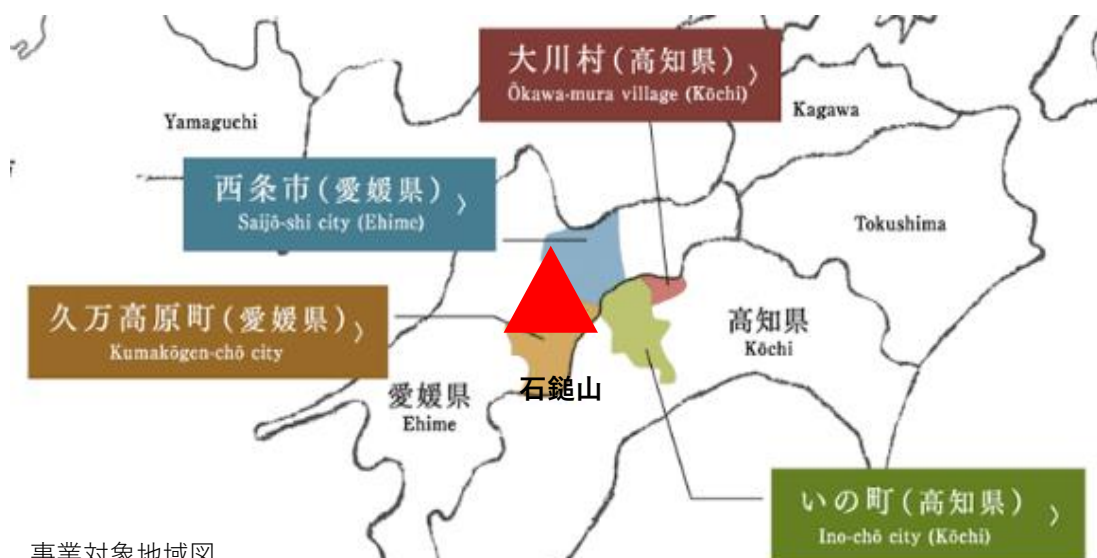 大川村(高知県) 〉
Ōkawa-mura village (Kōchi)
Yamaguchi
Kagawa
西条市(愛媛県) 〉
Saijō-shi city (Ehime)
Tokushima
久万高原町(愛媛県) 〉
Kumakōgen-chō city
高知県
Kōchi
石鎚山
愛媛県
Ehime
いの町(高知県) 〉
Ino-chō city (Kōchi)
事業対象地域図